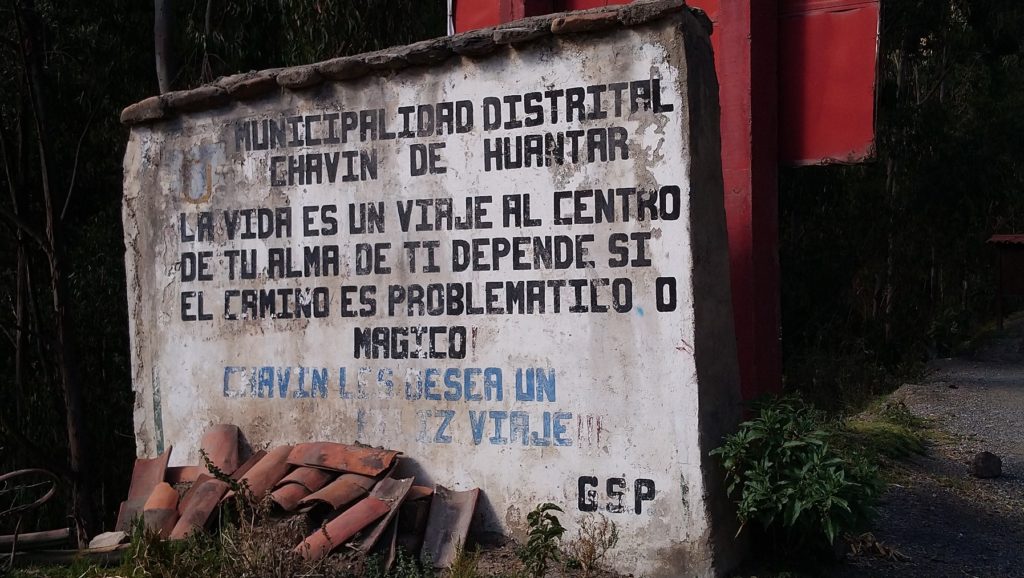 MUNICIPALIDAD DISTRITAL
CHAVIN DE HUANTAR
LA VIDA ES UN VIAJE AL CENTRO
DE TU ALMA DE TI DEPENDE SI
EL CAMINO ES PROBLEMATICO O
MAGICO!
CHAVIN LES DESEA UN
FELIZ VIAJE!!!
G.S.P